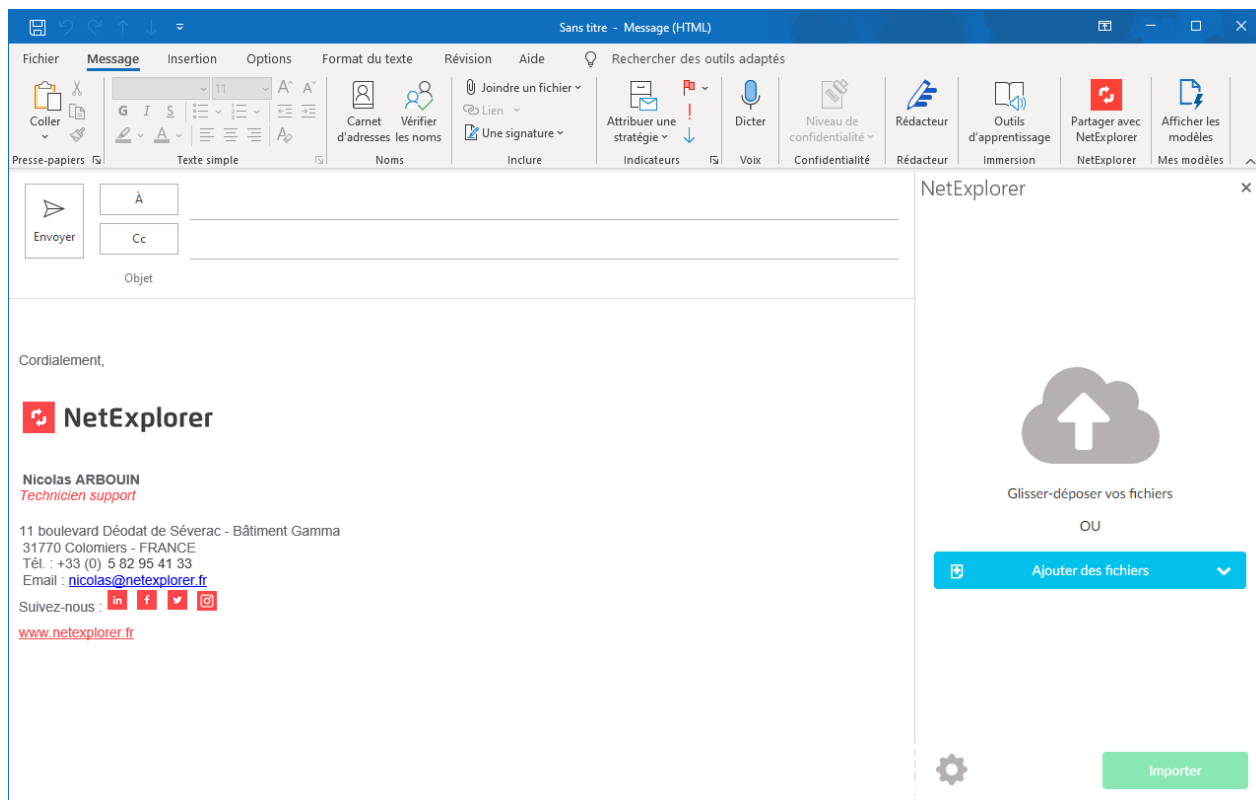 Sans titre - Message (HTML)
Fichier Message Insertion Options Format du texte Révision Aide Rechercher des outils adaptés
Coller
G I S
11
A A
A
Carnet d'adresses
Vérifier les noms
Joindre un fichier
Lien
Une signature
Attribuer une stratégie
!
Dicter
Niveau de confidentialité
Rédacteur
Outils d'apprentissage
Partager avec NetExplorer
Afficher les modèles
Presse-papiers Texte simple Noms Inclure Indicateurs Voix Confidentialité Rédacteur Immersion NetExplorer Mes modèles
Envoyer
À
Cc
Objet
Cordialement,
NetExplorer
Nicolas ARBOUIN
Technicien support
11 boulevard Déodat de Séverac - Bâtiment Gamma
31770 Colomiers - FRANCE
Tél. : +33 (0) 5 82 95 41 33
Email : nicolas@netexplorer.fr
Suivez-nous : in f
www.netexplorer.fr
NetExplorer
Glisser-déposer vos fichiers
OU
Ajouter des fichiers
Importer